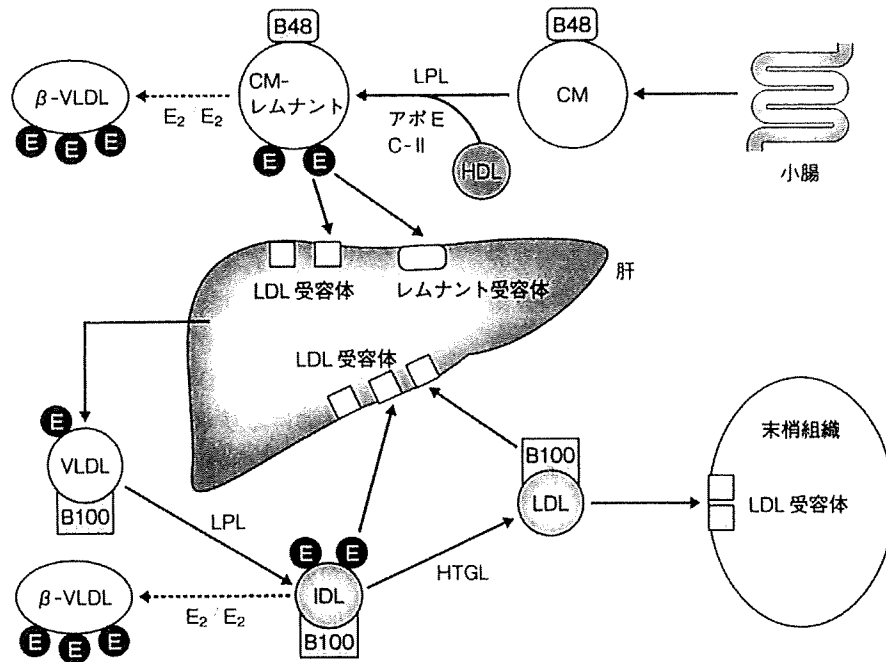 B48
B48
CM-
レムナント
LPL
CM
β-VLDL
E₂ E₂
アポE
C-II
E E E
E E
HDL
小腸
肝
LDL 受容体
レムナント受容体
LDL 受容体
末梢組織
E
B100
VLDL
LDL
LDL 受容体
B100
LPL
E E
HTGL
β-VLDL
IDL
E₂ E₂
B100
E E E